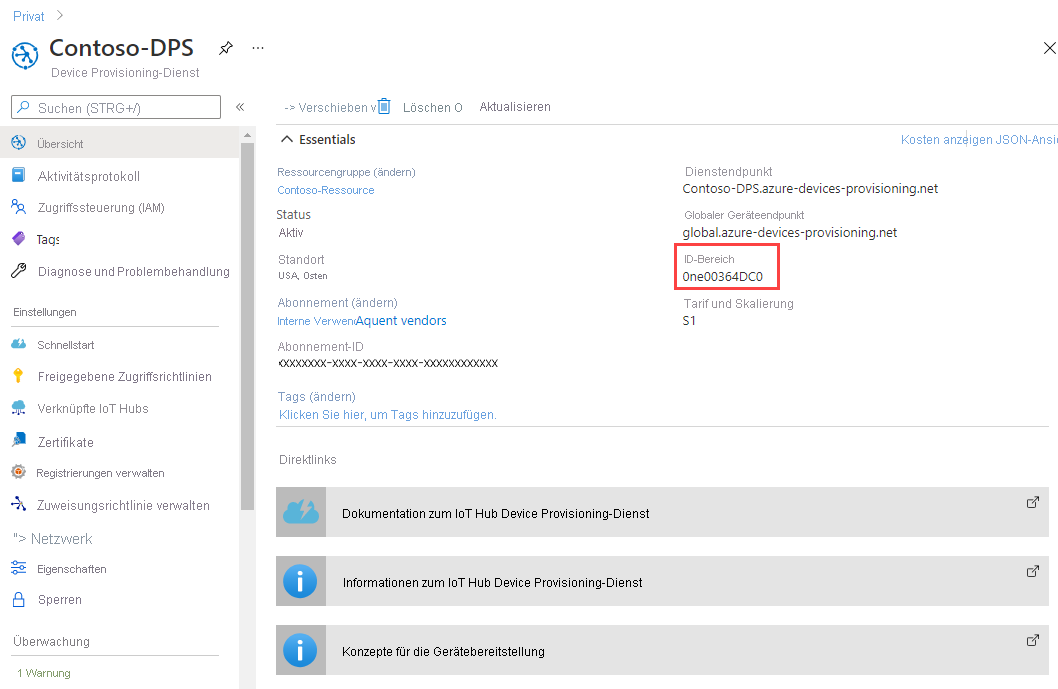 Privat
Contoso-DPS
...
Device Provisioning-Dienst
Suchen (STRG+/)
«
-> Verschieben v
Löschen O
Aktualisieren
Übersicht
Aktivitätsprotokoll
Zugriffssteuerung (IAM)
Tags
Diagnose und Problembehandlung
Einstellungen
Schnellstart
Freigegebene Zugriffsrichtlinien
Verknüpfte IoT Hubs
Zertifikate
Registrierungen verwalten
Zuweisungsrichtlinie verwalten
"> Netzwerk
Eigenschaften
Sperren
Überwachung
1 Warnung
Essentials
Kosten anzeigen JSON-Ansi
Ressourcengruppe (ändern)
Contoso-Ressource
Status
Aktiv
Standort
USA, Osten
Abonnement (ändern)
Interne Verwen Aquent vendors
Abonnement-ID
xxxxxxxx-xxxx-xxxx-xxxx-xxxxxxxxxxxx
Tags (ändern)
Klicken Sie hier, um Tags hinzuzufügen.
Dienstendpunkt
Contoso-DPS.azure-devices-provisioning.net
Globaler Geräteendpunkt
global.azure-devices-provisioning.net
ID-Bereich
0ne00364DC0
Tarif und Skalierung
S1
Direktlinks
Dokumentation zum IoT Hub Device Provisioning-Dienst
Informationen zum IoT Hub Device Provisioning-Dienst
Konzepte für die Gerätebereitstellung